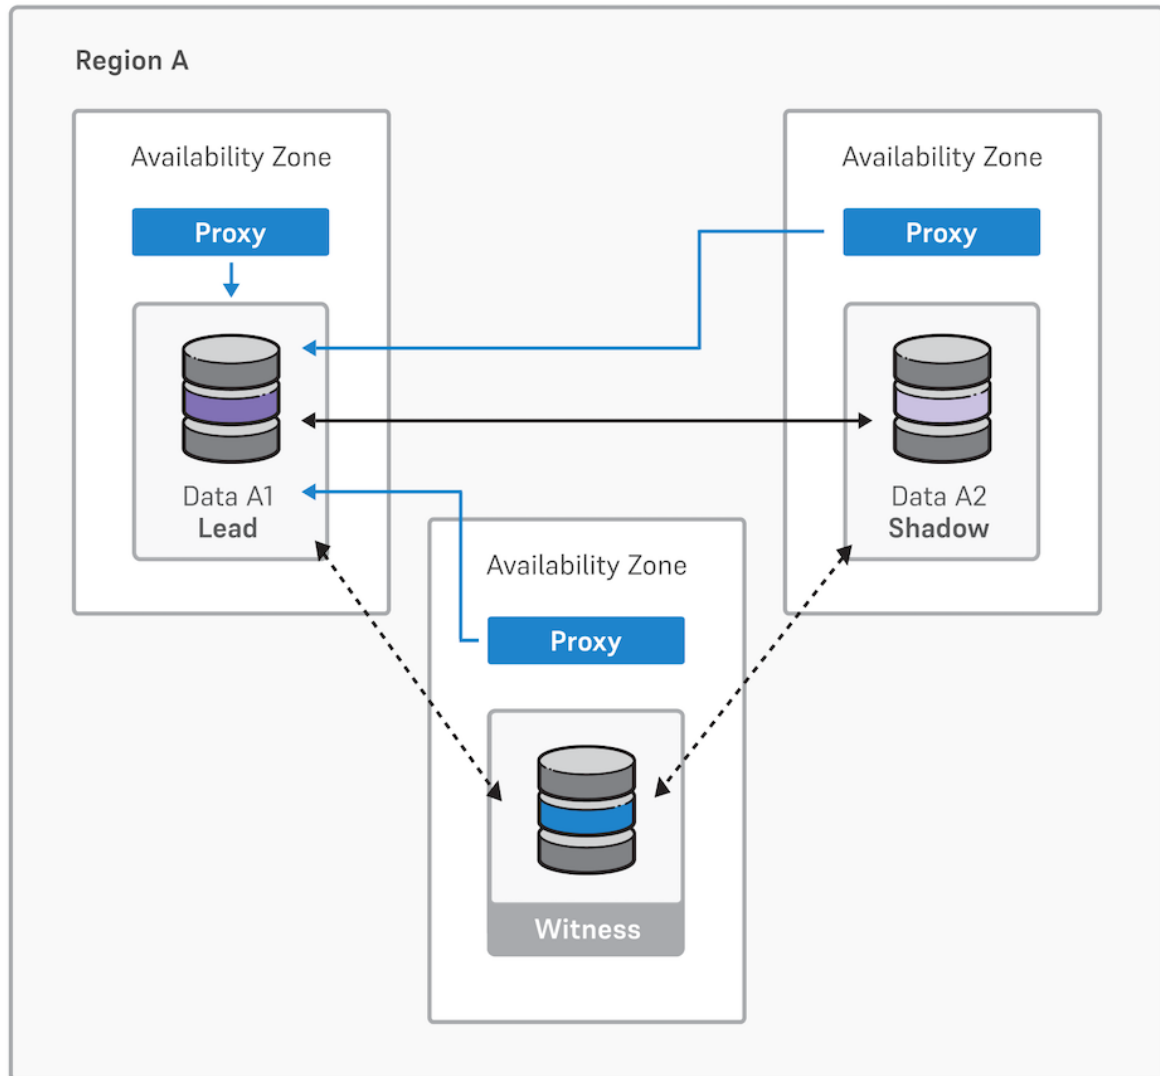 Region A
Availability Zone
Proxy
Data A1
Lead
Availability Zone
Proxy
Data A2
Shadow
Availability Zone
Proxy
Witness